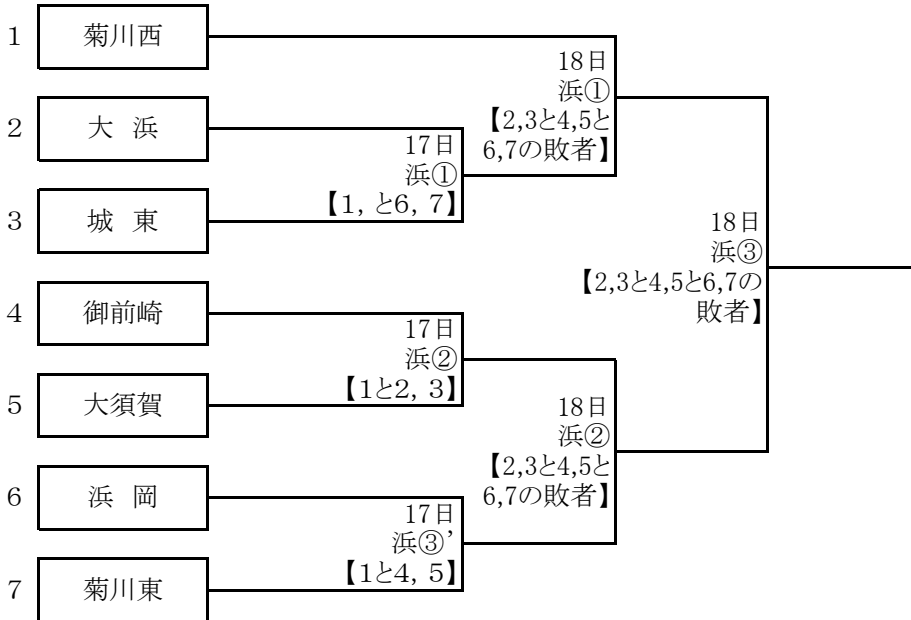 1 菊川西
18日
浜①
【2,3と4,5と
6,7の敗者】
2 大 浜
17日
浜①
【1, と6, 7】
3 城 東
18日
浜③
【2,3と4,5と6,7の
敗者】
4 御前崎
17日
浜②
【1と2, 3】
5 大須賀
18日
浜②
【2,3と4,5と
6,7の敗者】
6 浜 岡
17日
浜③’
【1と4, 5】
7 菊川東